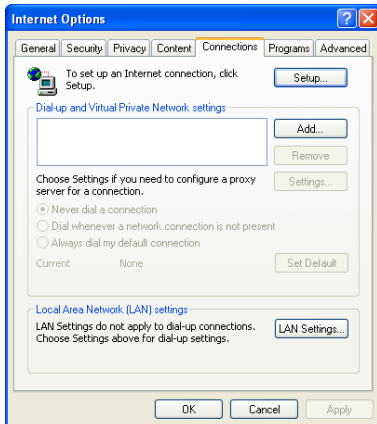 Internet Options
General Security Privacy Content Connections Programs Advanced
To set up an Internet connection, click Setup.
Setup...
Dial-up and Virtual Private Network settings
Add...
Remove
Choose Settings if you need to configure a proxy
server for a connection.
Settings...
Never dial a connection
Dial whenever a network connection is not present
Always dial my default connection
Current None
Set Default
Local Area Network (LAN) settings
LAN Settings do not apply to dial-up connections.
Choose Settings above for dial-up settings.
LAN Settings...
OK Cancel Apply